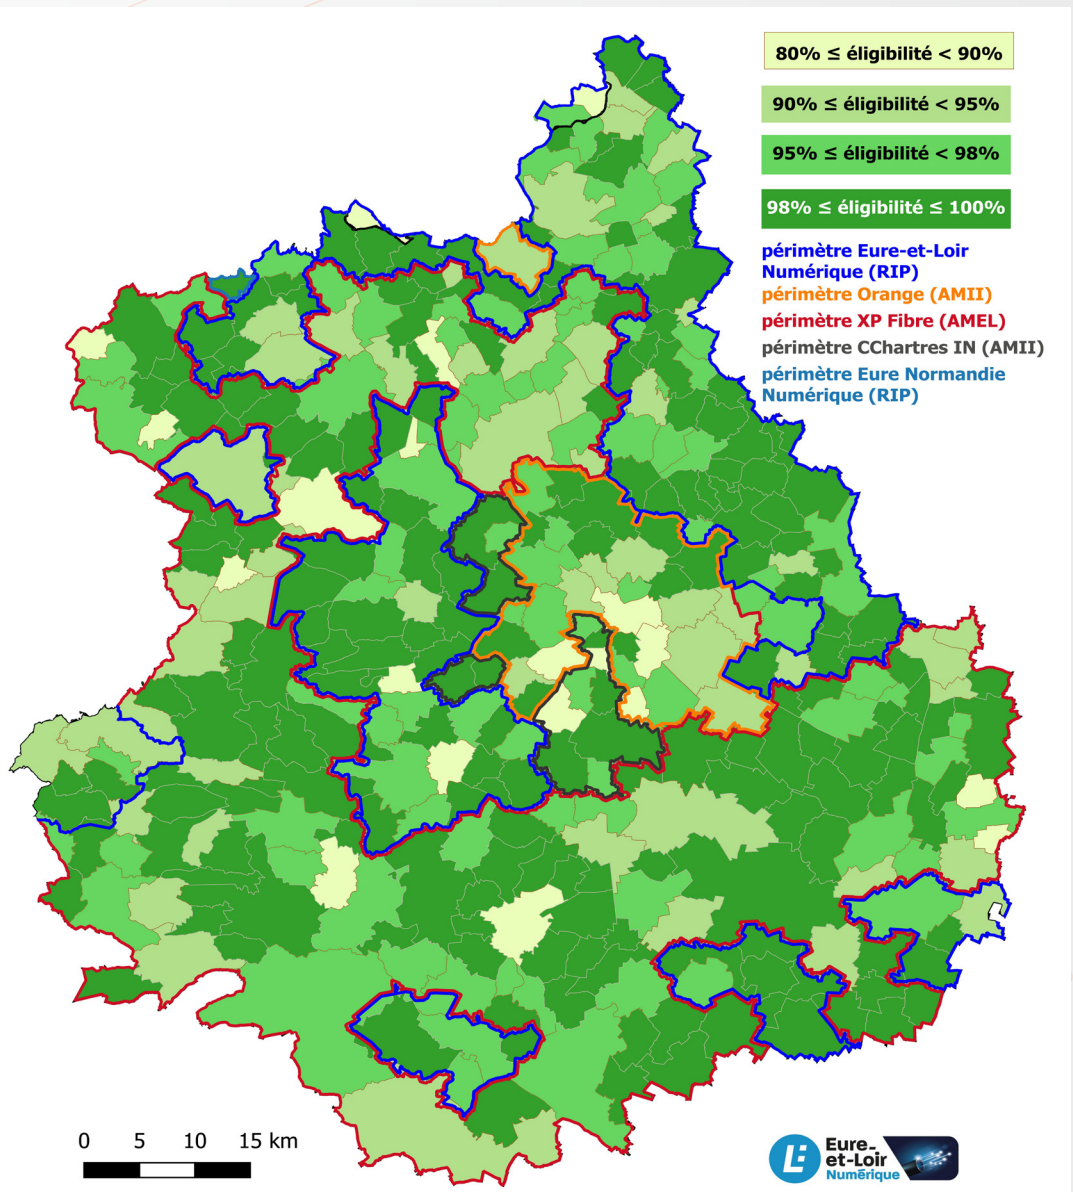 80% ≤ éligibilité < 90%
90% ≤ éligibilité < 95%
95% ≤ éligibilité < 98%
98% ≤ éligibilité ≤ 100%
périmètre Eure-et-Loir
Numérique (RIP)
périmètre Orange (AMII)
périmètre XP Fibre (AMEL)
périmètre CChartres IN (AMII)
périmètre Eure Normandie
Numérique (RIP)
0 5 10 15 km
Eure-
et-Loir
Numérique